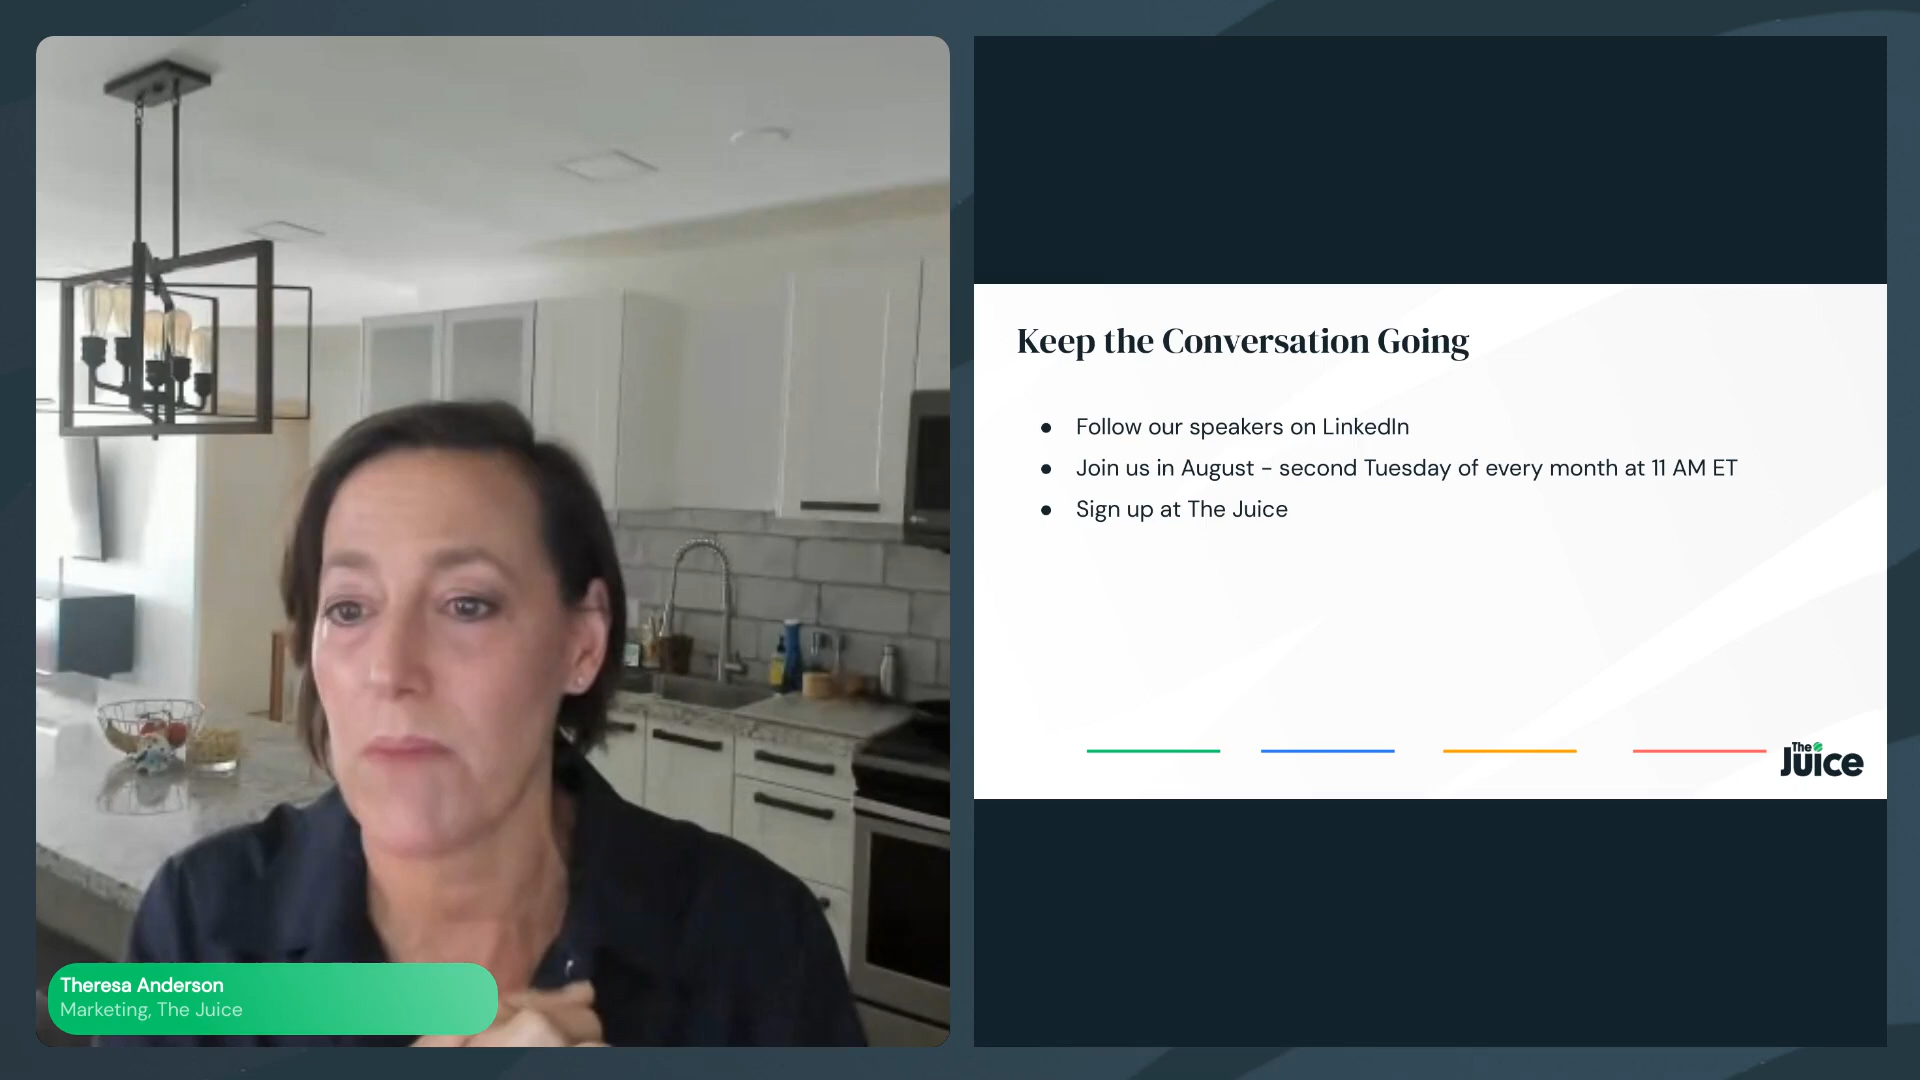 Theresa Anderson
Marketing, The Juice
Keep the Conversation Going
● Follow our speakers on LinkedIn
● Join us in August - second Tuesday of every month at 11 AM ET
● Sign up at The Juice
The
Juice